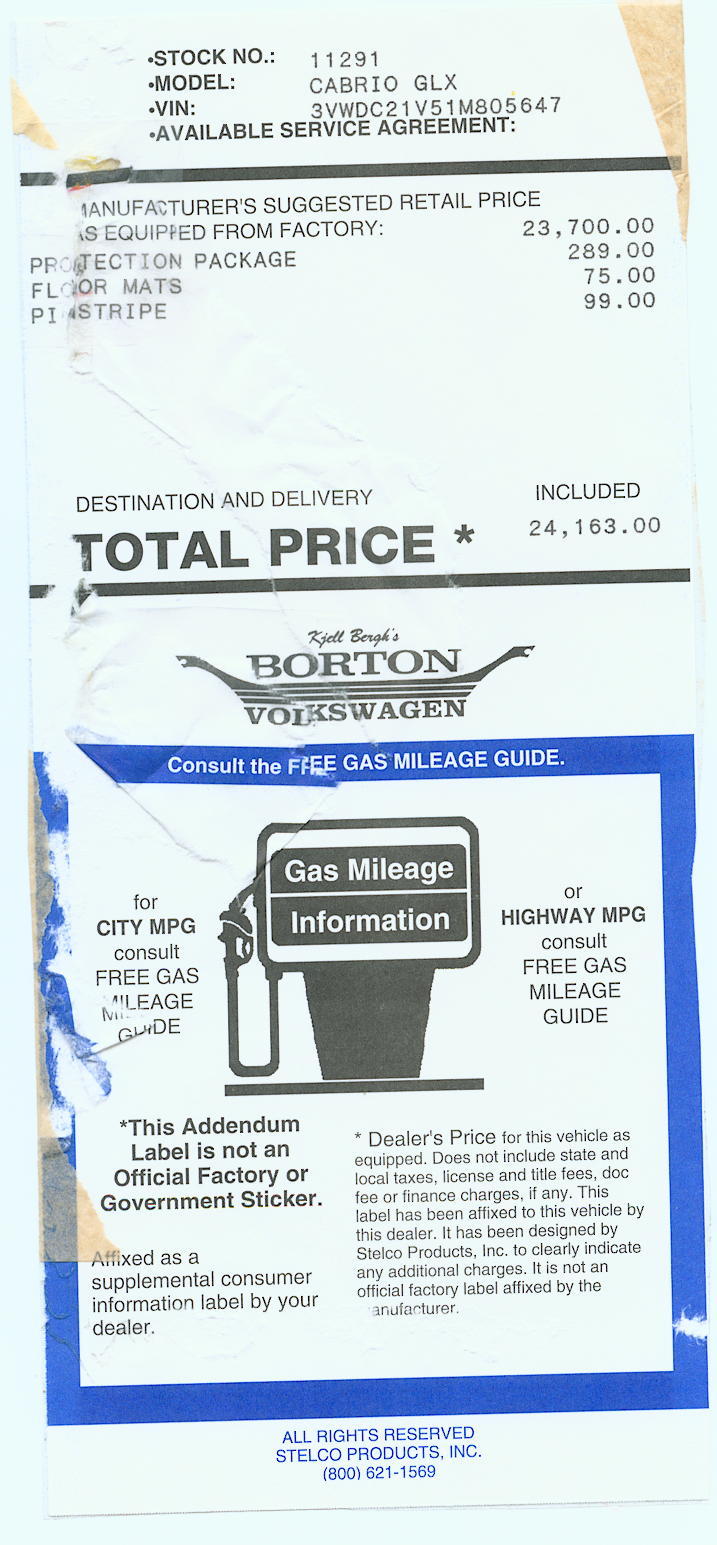 •STOCK NO.: 11291
•MODEL: CABRIO GLX
•VIN: 3VWDC21V51M805647
•AVAILABLE SERVICE AGREEMENT:
MANUFACTURER'S SUGGESTED RETAIL PRICE
AS EQUIPPED FROM FACTORY: 23,700.00
PROTECTION PACKAGE 289.00
FLOOR MATS 75.00
PINSTRIPE 99.00
DESTINATION AND DELIVERY INCLUDED
TOTAL PRICE * 24,163.00
Kjell Bergh's
BORTON
VOLKSWAGEN
Consult the FREE GAS MILEAGE GUIDE.
Gas Mileage
Information
for
CITY MPG
consult
FREE GAS
MILEAGE
GUIDE
or
HIGHWAY MPG
consult
FREE GAS
MILEAGE
GUIDE
*This Addendum
Label is not an
Official Factory or
Government Sticker.
Affixed as a
supplemental consumer
information label by your
dealer.
* Dealer's Price for this vehicle as
equipped. Does not include state and
local taxes, license and title fees, doc
fee or finance charges, if any. This
label has been affixed to this vehicle by
this dealer. It has been designed by
Stelco Products, Inc. to clearly indicate
any additional charges. It is not an
official factory label affixed by the
manufacturer.
ALL RIGHTS RESERVED
STELCO PRODUCTS, INC.
(800) 621-1569